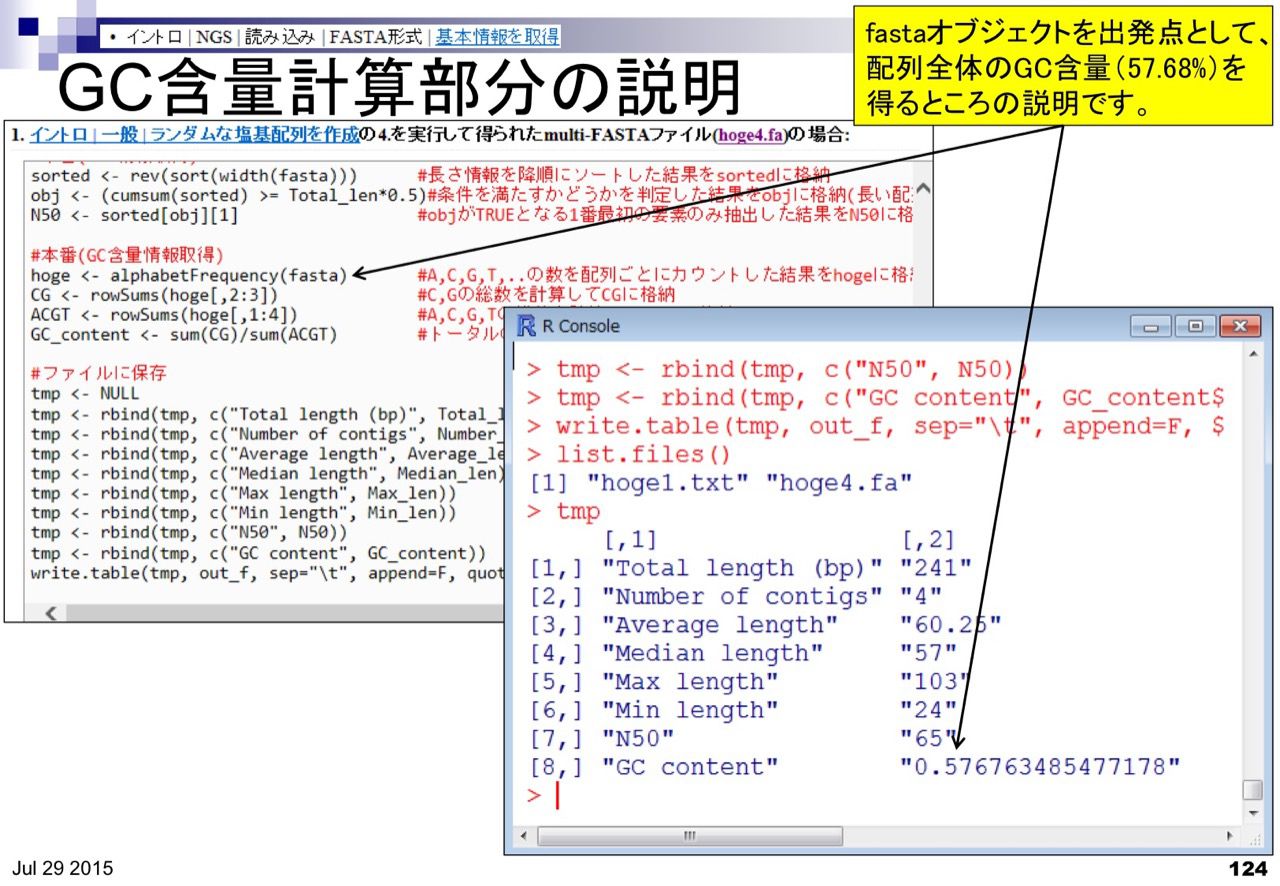 • イントロ | NGS | 読み込み | FASTA形式 | 基本情報を取得
GC含量計算部分の説明
fastaオブジェクトを出発点として、
配列全体のGC含量(57.68%)を
得るところの説明です。
1. イントロ | 一般 | ランダムな塩基配列を作成の4.を実行して得られたmulti-FASTAファイル(hoge4.fa)の場合:
sorted <- rev(sort(width(fasta))) #長さ情報を降順にソートした結果をsortedに格納
obj <- (cumsum(sorted) >= Total_len*0.5)#条件を満たすかどうかを判定した結果をobjに格納(長い配
N50 <- sorted[obj][1] #objがTRUEとなる1番最初の要素のみ抽出した結果をN50に格
#本番(GC含量情報取得)
hoge <- alphabetFrequency(fasta) #A,C,G,T,..の数を配列ごとにカウントした結果をhogeに格
CG <- rowSums(hoge[,2:3]) #C,Gの総数を計算してCGに格納
ACGT <- rowSums(hoge[,1:4]) #A,C,G,T
GC_content <- sum(CG)/sum(ACGT) #トータルの
#ファイルに保存
tmp <- NULL
tmp <- rbind(tmp, c("Total length (bp)", Total_l
tmp <- rbind(tmp, c("Number of contigs", Number_
tmp <- rbind(tmp, c("Average length", Average_le
tmp <- rbind(tmp, c("Median length", Median_len)
tmp <- rbind(tmp, c("Max length", Max_len))
tmp <- rbind(tmp, c("Min length", Min_len))
tmp <- rbind(tmp, c("N50", N50))
tmp <- rbind(tmp, c("GC content", GC_content))
write.table(tmp, out_f, sep="\t", append=F, quot
R Console
> tmp <- rbind(tmp, c("N50", N50))
> tmp <- rbind(tmp, c("GC content", GC_content$
> write.table(tmp, out_f, sep="\t", append=F, $
> list.files()
[1] "hoge1.txt" "hoge4.fa"
> tmp
[,1] [,2]
[1,] "Total length (bp)" "241"
[2,] "Number of contigs" "4"
[3,] "Average length" "60.25"
[4,] "Median length" "57"
[5,] "Max length" "103"
[6,] "Min length" "24"
[7,] "N50" "65"
[8,] "GC content" "0.576763485477178"
>
Jul 29 2015
124